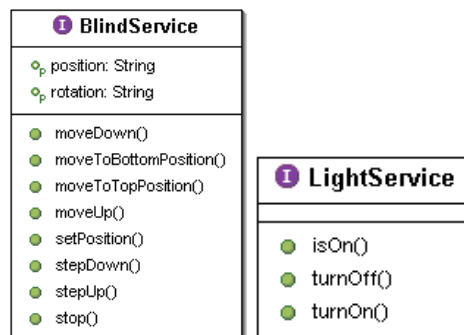 I BlindService
position: String
rotation: String
moveDown()
moveToBottomPosition()
moveToTopPosition()
moveUp()
setPosition()
stepDown()
stepUp()
stop()
I LightService
isOn()
turnOff()
turnOn()